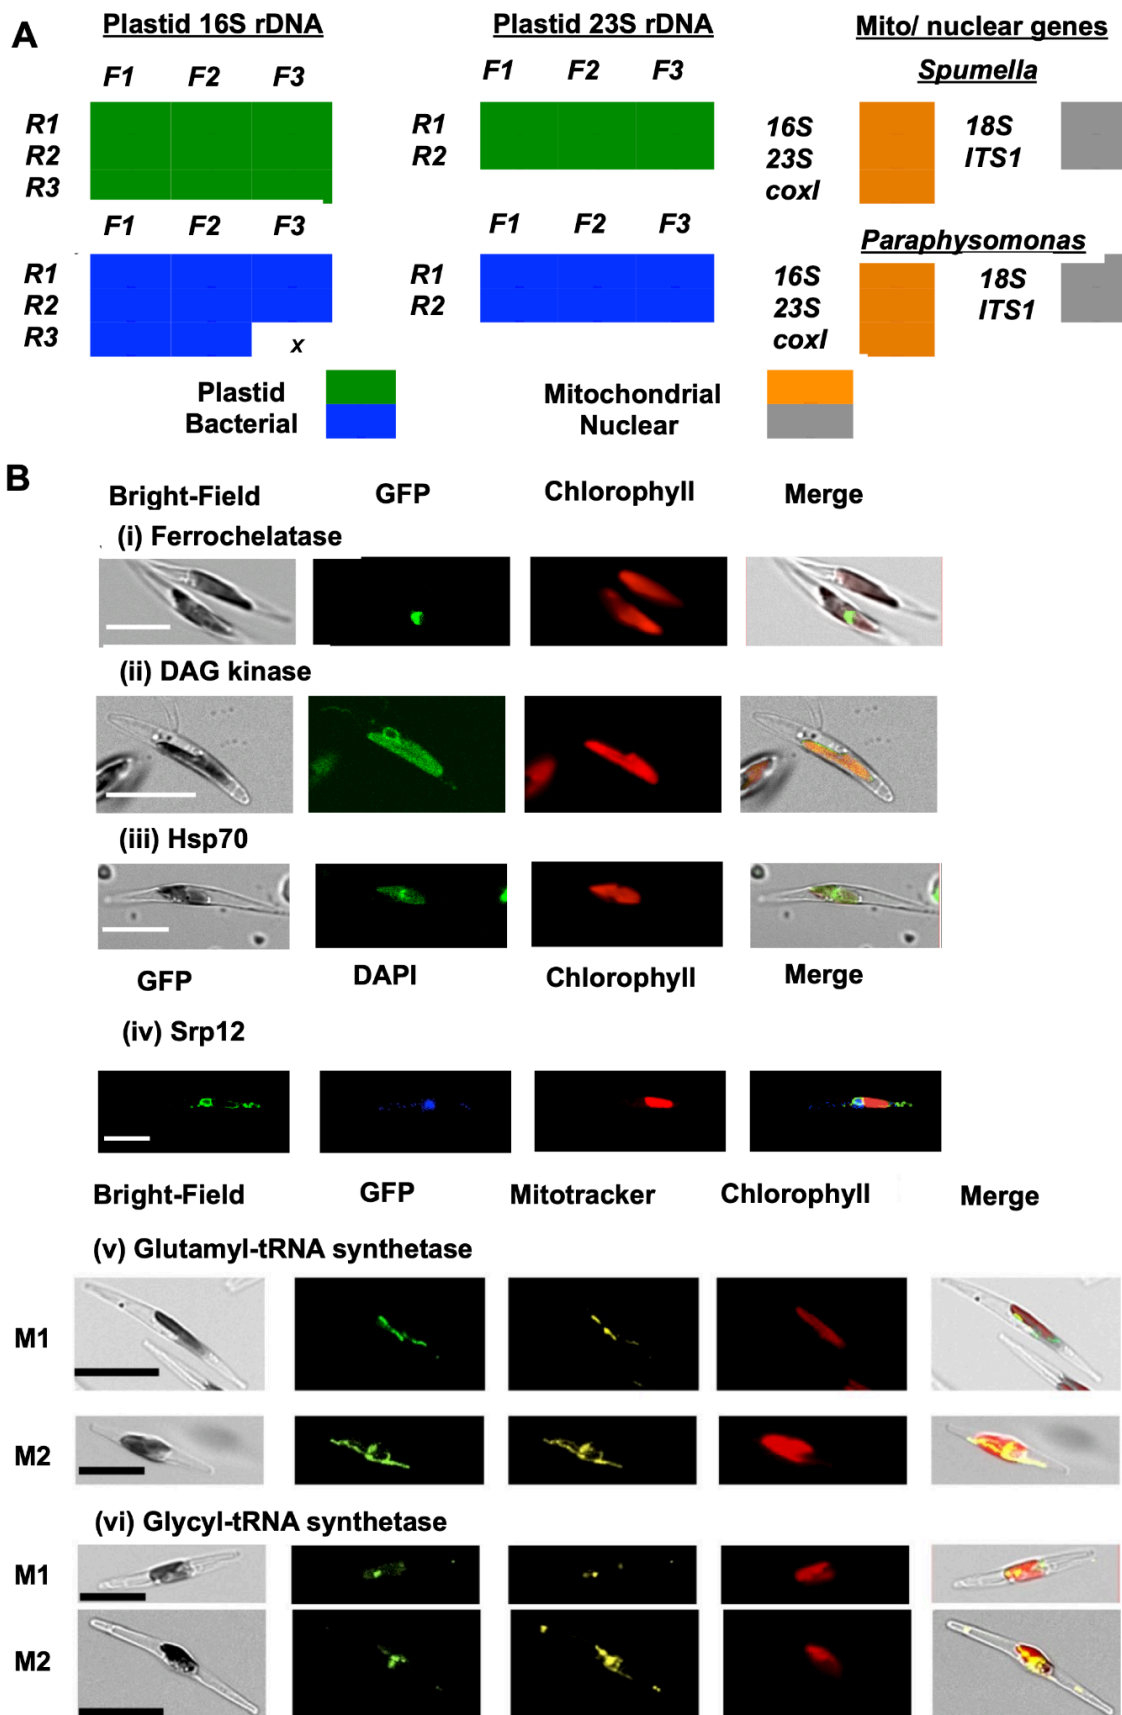 A
Plastid 16S rDNA
Plastid 23S rDNA
Mito/ nuclear genes
F1 F2 F3
F1 F2 F3
Spumella
R1
R2
R3
R1
R2
16S
23S
coxI
18S
ITS1
F1 F2 F3
F1 F2 F3
Paraphysomonas
R1
R2
R3
x
R1
R2
16S
23S
coxI
18S
ITS1
Plastid
Bacterial
Mitochondrial
Nuclear
B
Bright-Field GFP Chlorophyll Merge
(i) Ferrochelatase
(ii) DAG kinase
(iii) Hsp70
GFP DAPI Chlorophyll Merge
(iv) Srp12
Bright-Field GFP Mitotracker Chlorophyll Merge
(v) Glutamyl-tRNA synthetase
M1
M2
(vi) Glycyl-tRNA synthetase
M1
M2